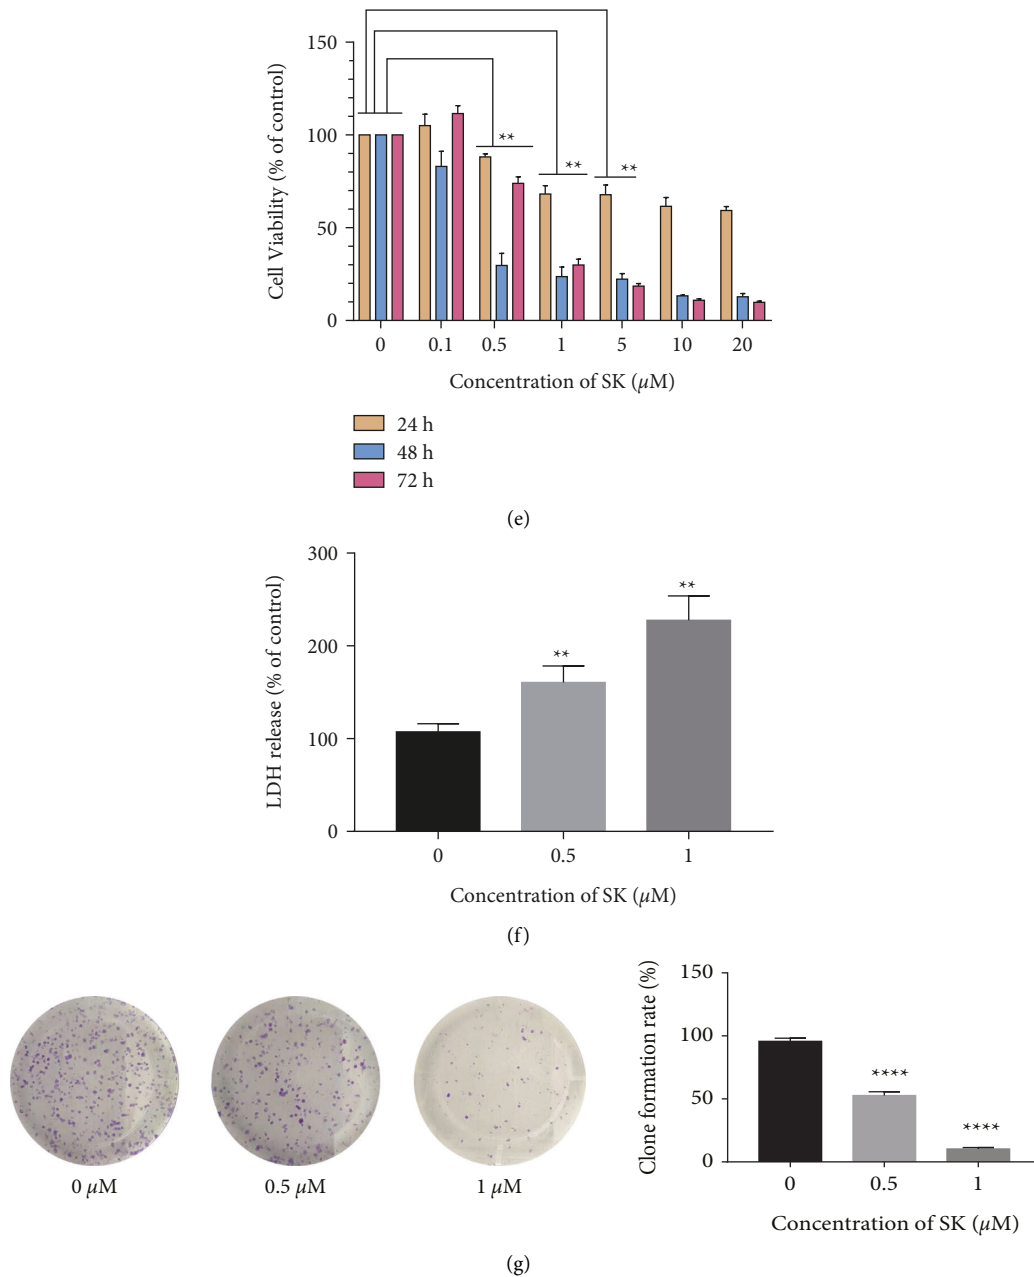 Cell Viability (% of control)
150
100
50
0
**
**
**
0 0.1 0.5 1 5 10 20
Concentration of SK (µM)
24 h
48 h
72 h
(e)
LDH release (% of control)
300
200
100
0
**
**
0 0.5 1
Concentration of SK (µM)
(f)
0 µM 0.5 µM 1 µM
Clone formation rate (%)
150
100
50
0
****
****
0 0.5 1
Concentration of SK (µM)
(g)